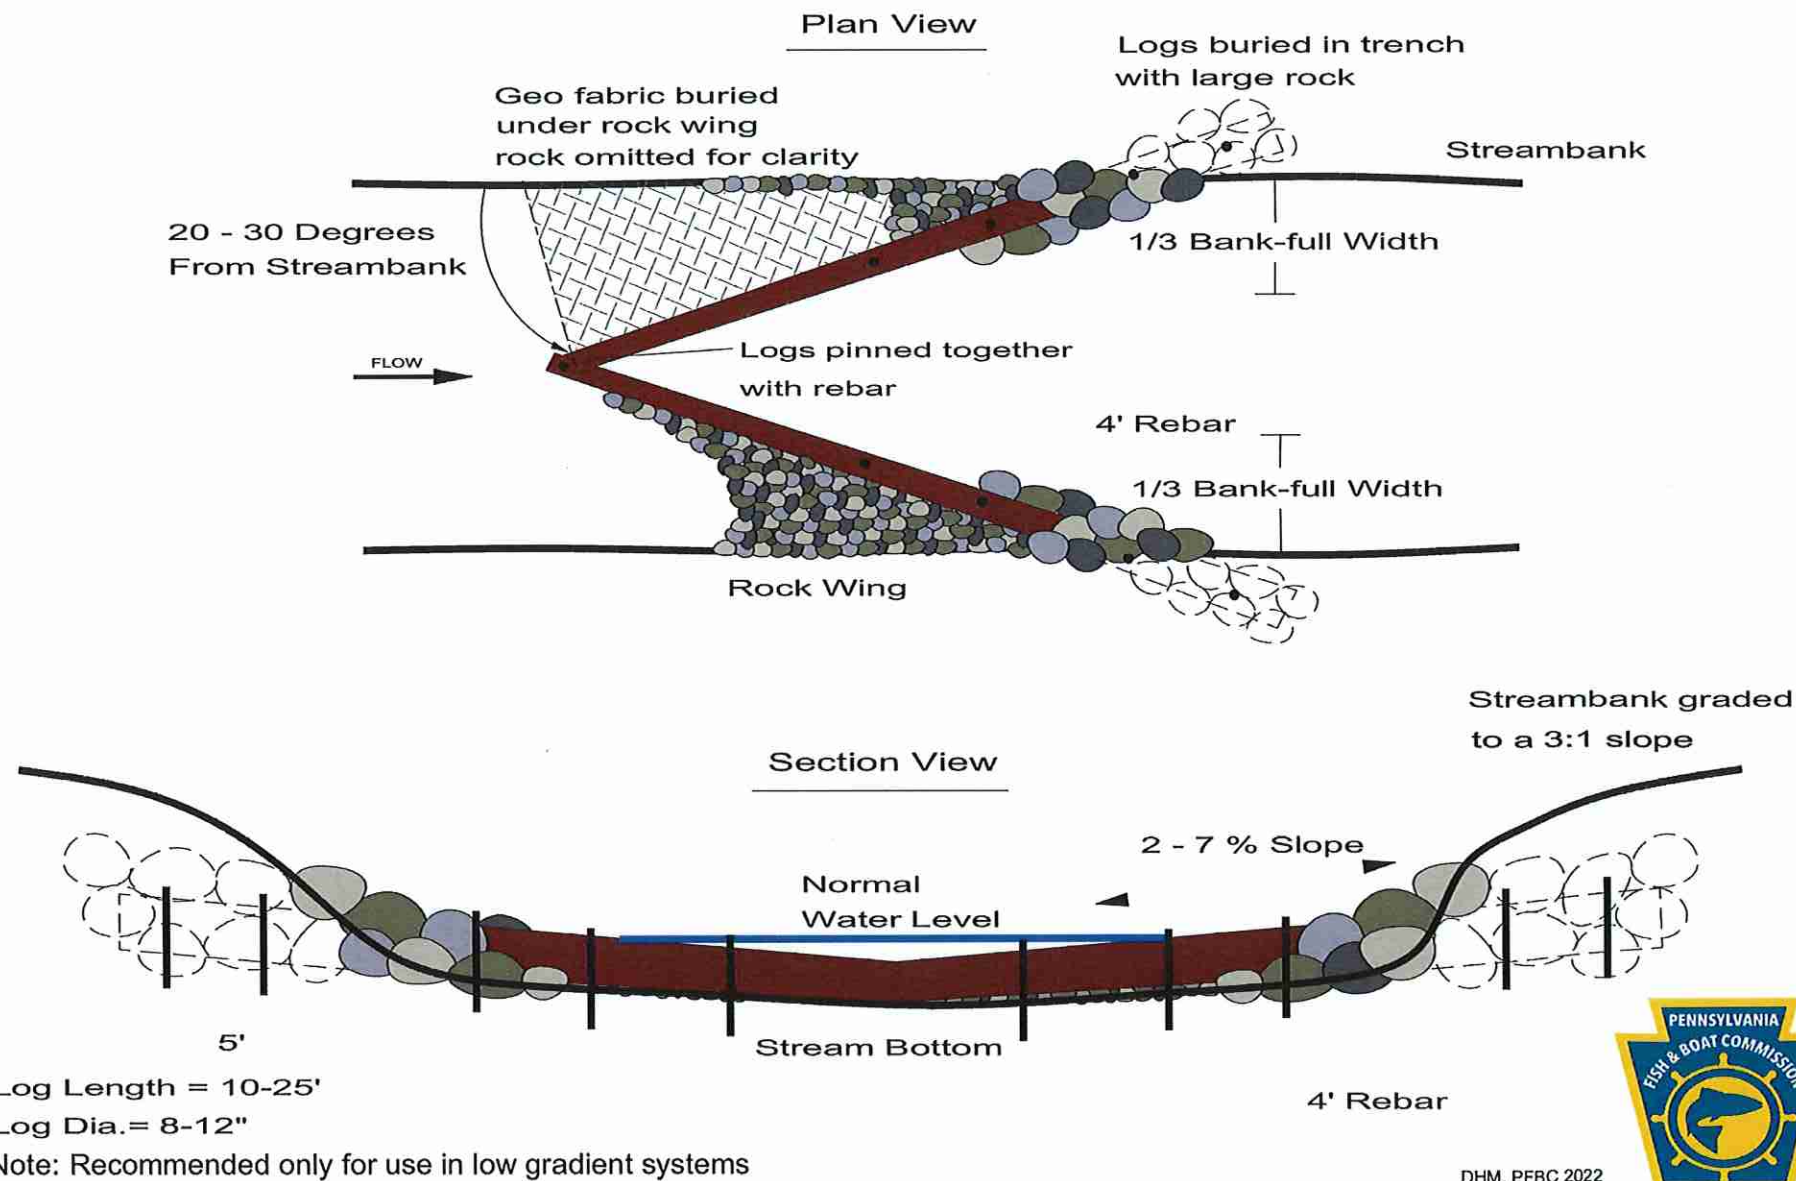 Plan View
Logs buried in trench
with large rock
Geo fabric buried
under rock wing
rock omitted for clarity
Streambank
20 - 30 Degrees
From Streambank
1/3 Bank-full Width
FLOW
Logs pinned together
with rebar
4' Rebar
1/3 Bank-full Width
Rock Wing
Streambank graded
to a 3:1 slope
Section View
2 - 7 % Slope
Normal
Water Level
5'
Stream Bottom
Log Length = 10-25'
Log Dia.= 8-12"
4' Rebar
Note: Recommended only for use in low gradient systems
DHM, PFBC 2022
PENNSYLVANIA
FISH & BOAT COMMISSION